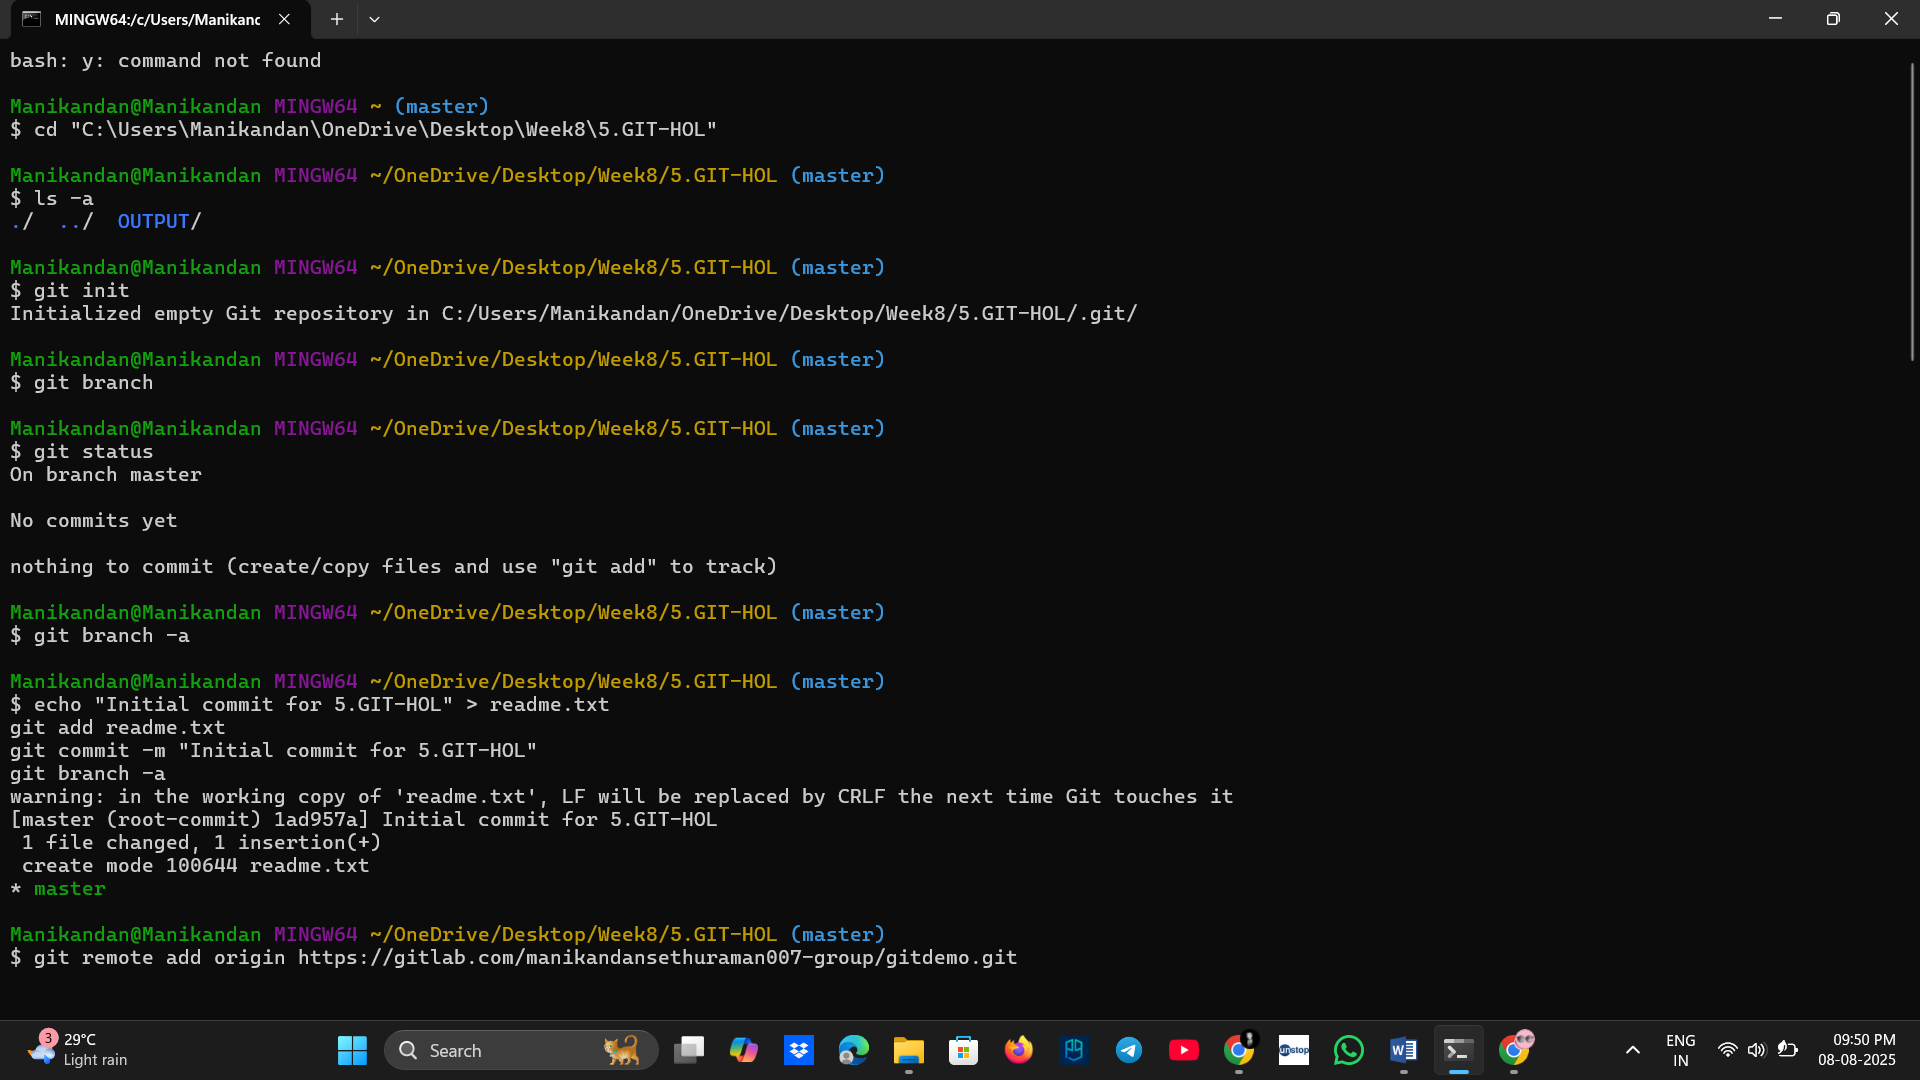 MINGW64:/c/Users/Manikanc
bash: y: command not found
Manikandan@Manikandan MINGW64 ~ (master)
$ cd "C:\Users\Manikandan\OneDrive\Desktop\Week8\5.GIT-HOL"
Manikandan@Manikandan MINGW64 ~/OneDrive/Desktop/Week8/5.GIT-HOL (master)
$ ls -a
./  ../  OUTPUT/
Manikandan@Manikandan MINGW64 ~/OneDrive/Desktop/Week8/5.GIT-HOL (master)
$ git init
Initialized empty Git repository in C:/Users/Manikandan/OneDrive/Desktop/Week8/5.GIT-HOL/.git/
Manikandan@Manikandan MINGW64 ~/OneDrive/Desktop/Week8/5.GIT-HOL (master)
$ git branch
Manikandan@Manikandan MINGW64 ~/OneDrive/Desktop/Week8/5.GIT-HOL (master)
$ git status
On branch master
No commits yet
nothing to commit (create/copy files and use "git add" to track)
Manikandan@Manikandan MINGW64 ~/OneDrive/Desktop/Week8/5.GIT-HOL (master)
$ git branch -a
Manikandan@Manikandan MINGW64 ~/OneDrive/Desktop/Week8/5.GIT-HOL (master)
$ echo "Initial commit for 5.GIT-HOL" > readme.txt
git add readme.txt
git commit -m "Initial commit for 5.GIT-HOL"
git branch -a
warning: in the working copy of 'readme.txt', LF will be replaced by CRLF the next time Git touches it
[master (root-commit) 1ad957a] Initial commit for 5.GIT-HOL
 1 file changed, 1 insertion(+)
 create mode 100644 readme.txt
* master
Manikandan@Manikandan MINGW64 ~/OneDrive/Desktop/Week8/5.GIT-HOL (master)
$ git remote add origin https://gitlab.com/manikandansethuraman007-group/gitdemo.git
3
29°C
Light rain
Search
unstop
W
ENG
IN
09:50 PM
08-08-2025